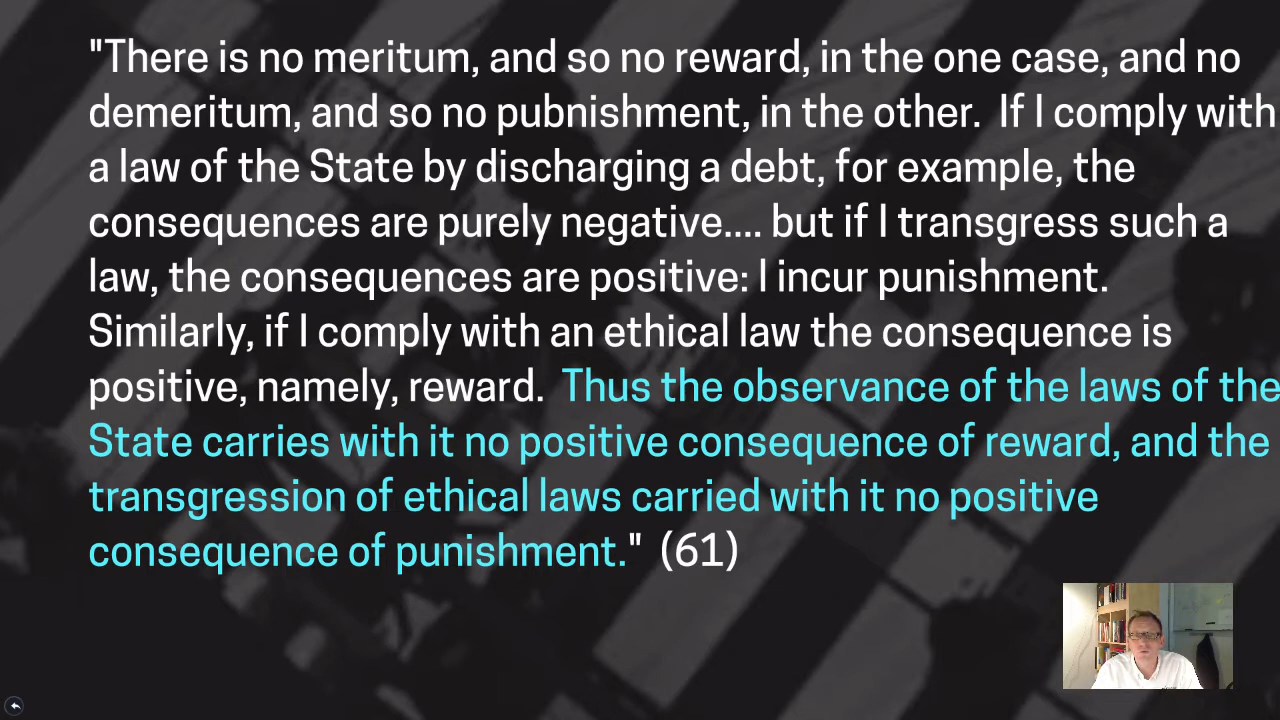 "There is no meritum, and so no reward, in the one case, and no
demeritum, and so no pubnishment, in the other.  If I comply with
a law of the State by discharging a debt, for example, the
consequences are purely negative.... but if I transgress such a
law, the consequences are positive: I incur punishment.
Similarly, if I comply with an ethical law the consequence is
positive, namely, reward.  Thus the observance of the laws of the
State carries with it no positive consequence of reward, and the
transgression of ethical laws carried with it no positive
consequence of punishment."  (61)